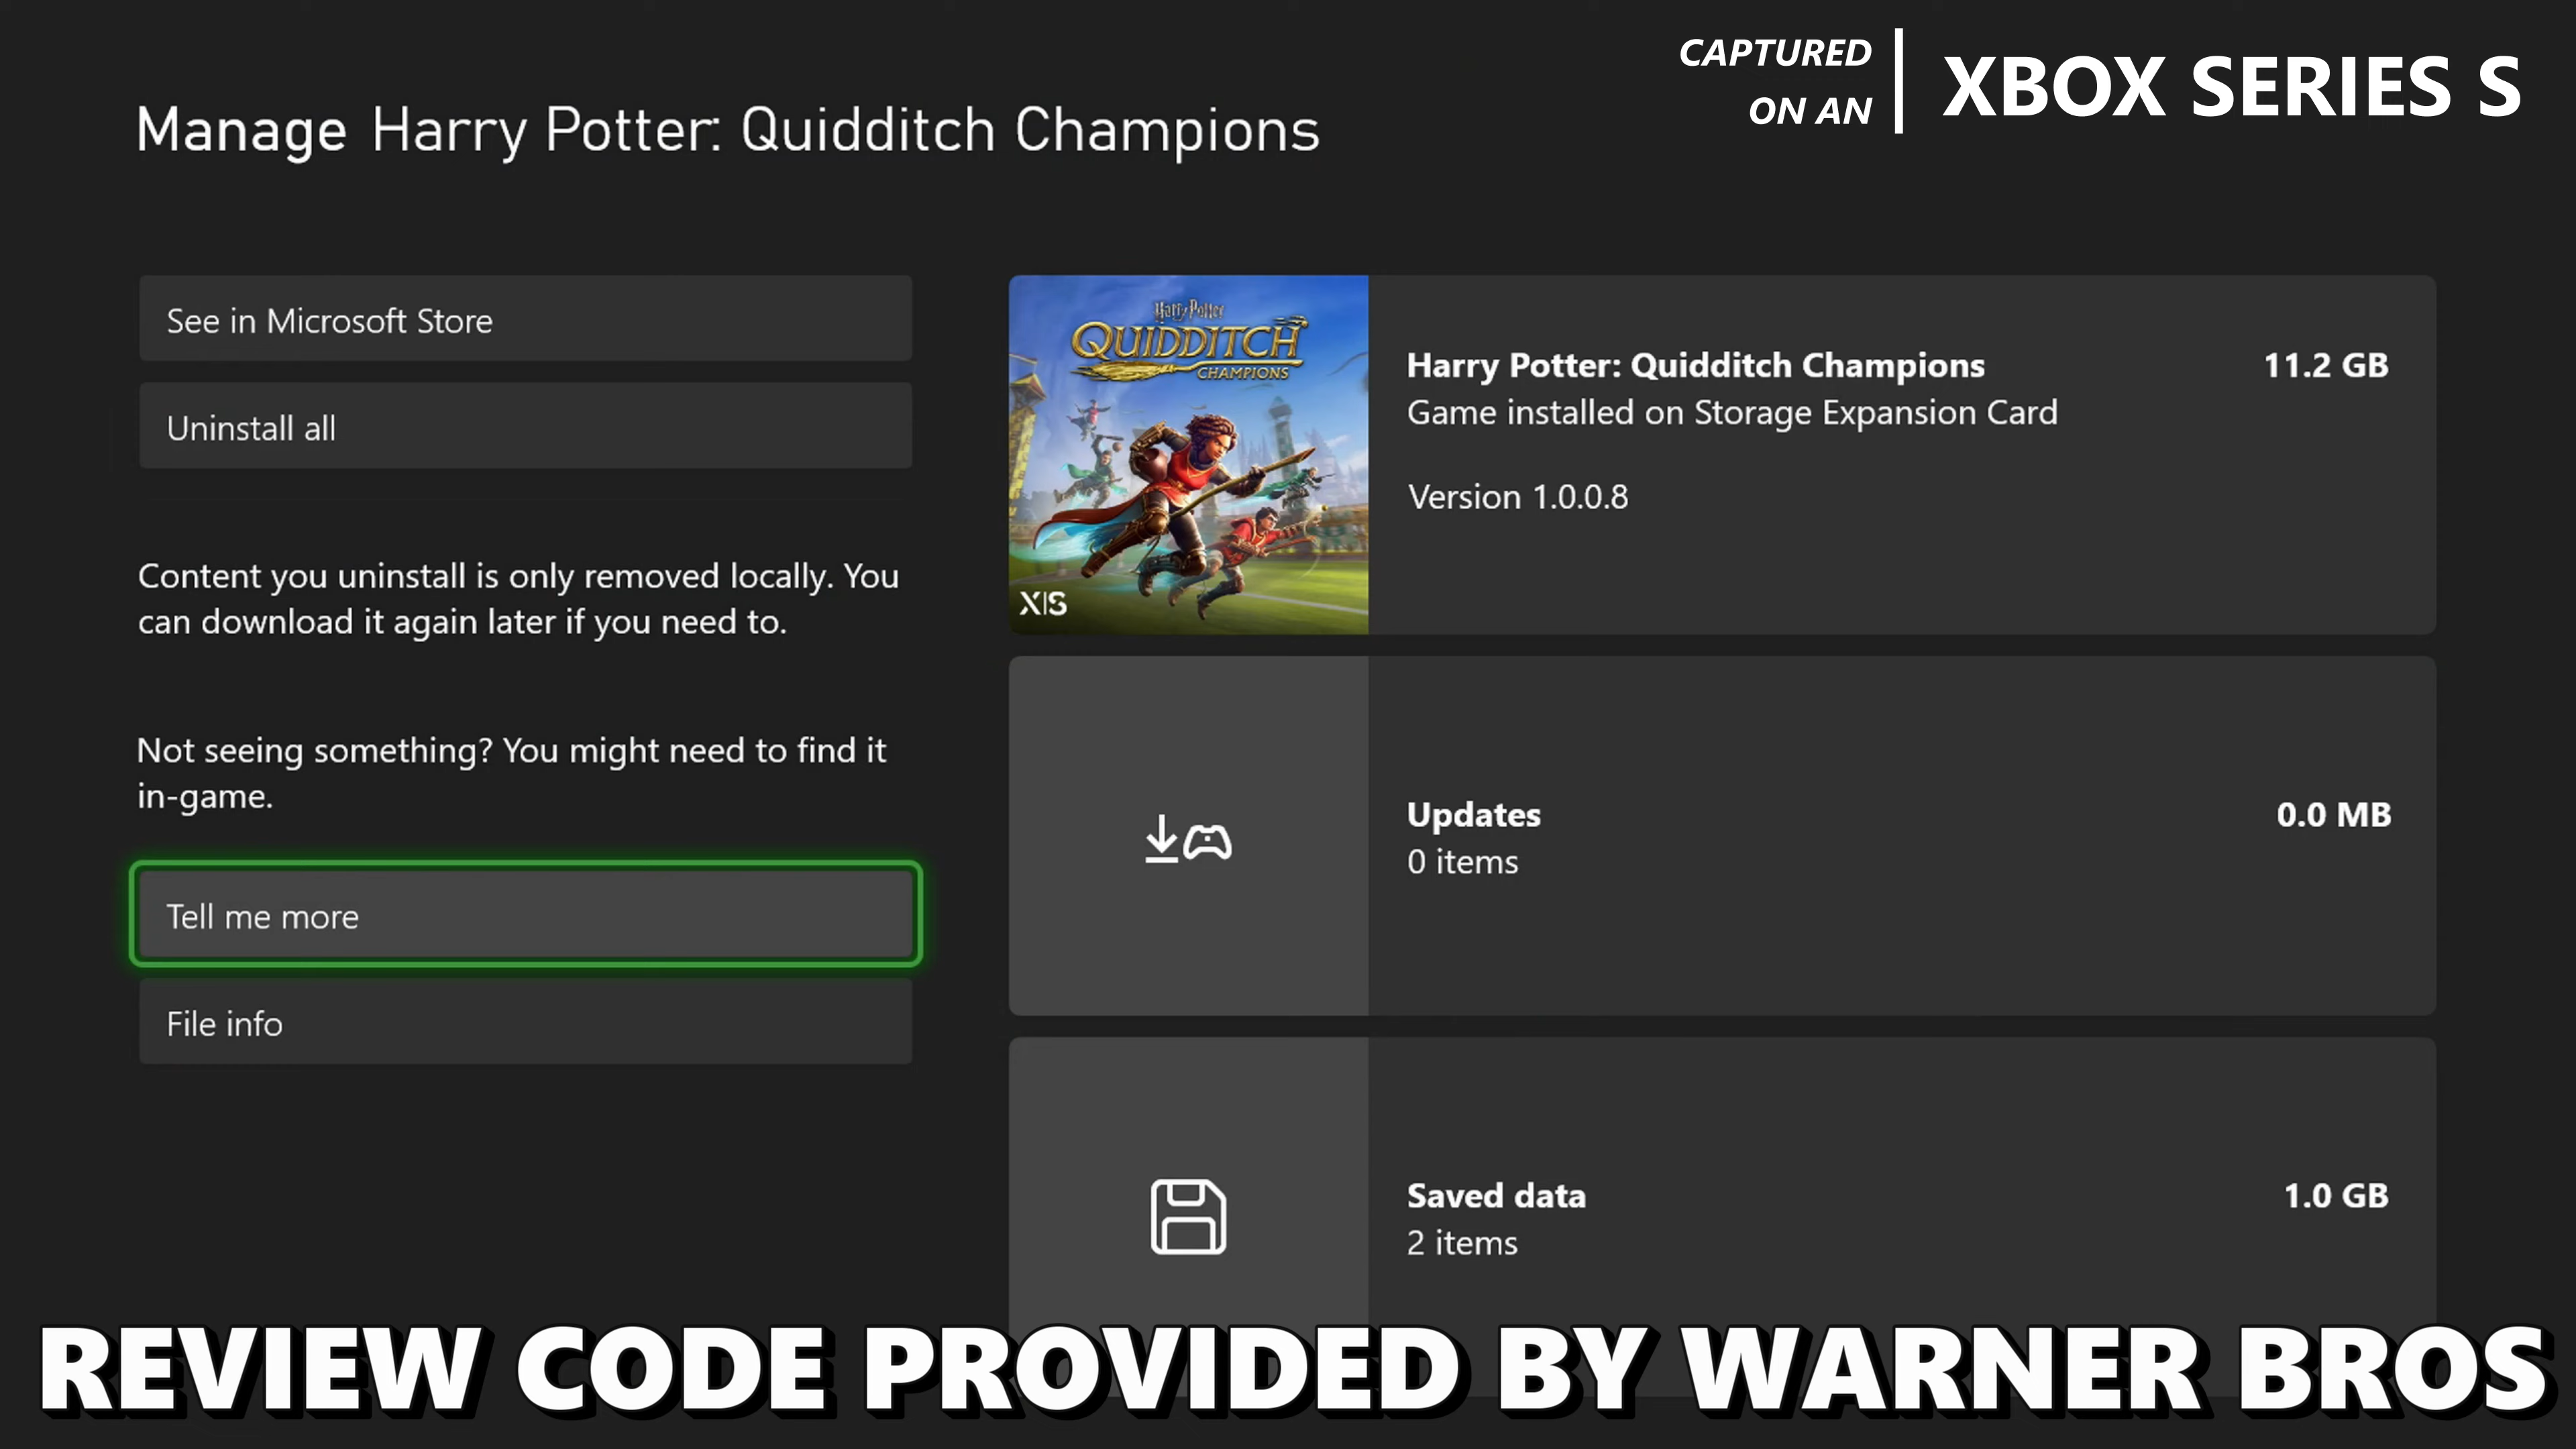 CAPTURED
ON AN
XBOX SERIES S
Manage Harry Potter: Quidditch Champions
See in Microsoft Store
Uninstall all
Content you uninstall is only removed locally. You
can download it again later if you need to.
Not seeing something? You might need to find it
in-game.
Tell me more
File info
Harry Potter
QUIDDITCH
CHAMPIONS
X|S
Harry Potter: Quidditch Champions
11.2 GB
Game installed on Storage Expansion Card
Version 1.0.0.8
Updates
0.0 MB
0 items
Saved data
1.0 GB
2 items
REVIEW CODE PROVIDED BY WARNER BROS